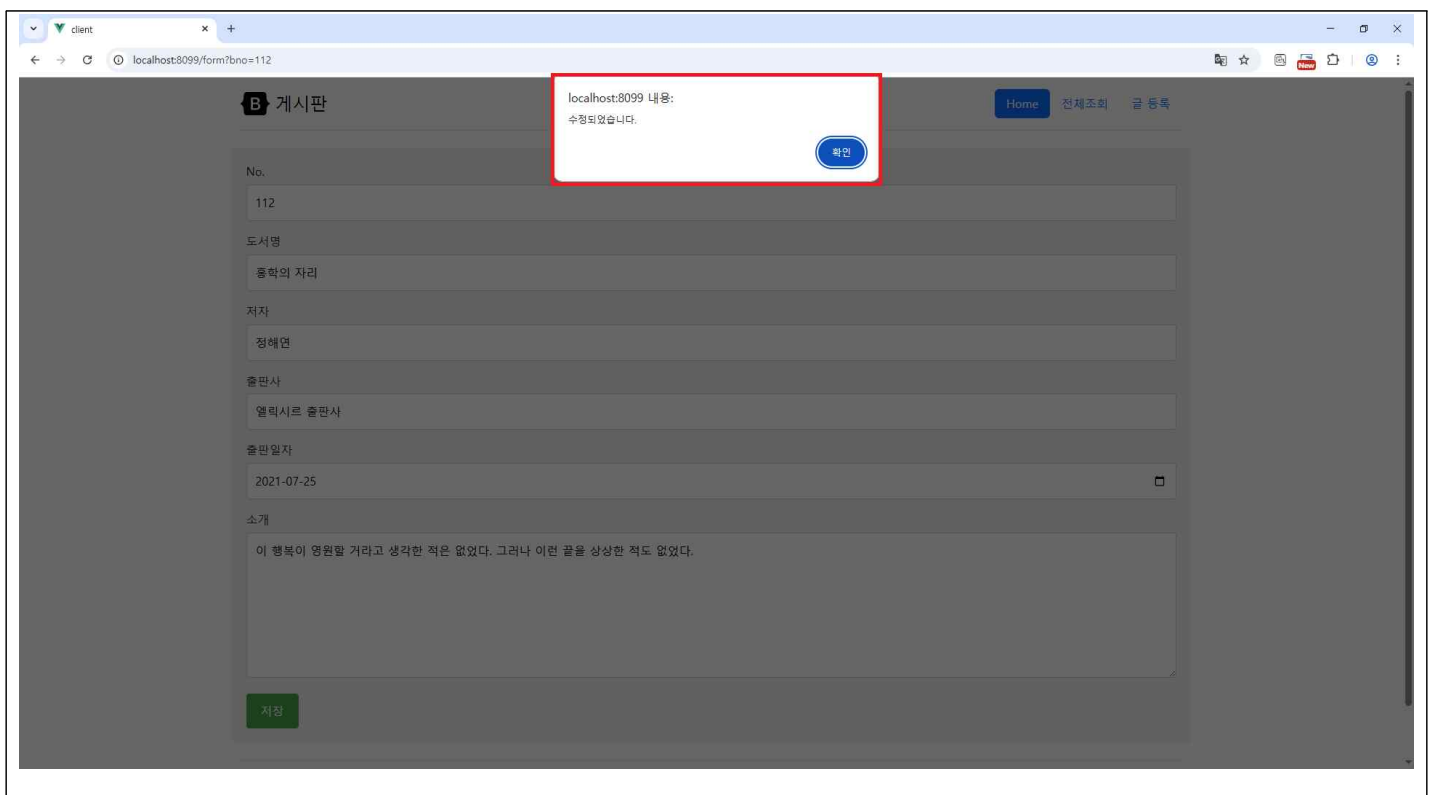 client
localhost:8099/form?bno=112
New
B 게시판
Home 전체조회 글 등록
localhost:8099 내용:
수정되었습니다.
확인
No.
112
도서명
홍학의 자리
저자
정해연
출판사
엘릭시르 출판사
출판일자
2021-07-25
소개
이 행복이 영원할 거라고 생각한 적은 없었다. 그러나 이런 끝을 상상한 적도 없었다.
저장